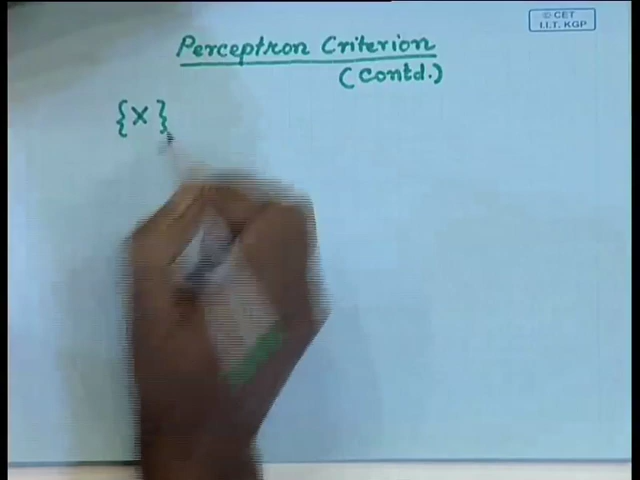 © CET
I.I.T. KGP
Perceptron Criterion
(Contd.)
{X}